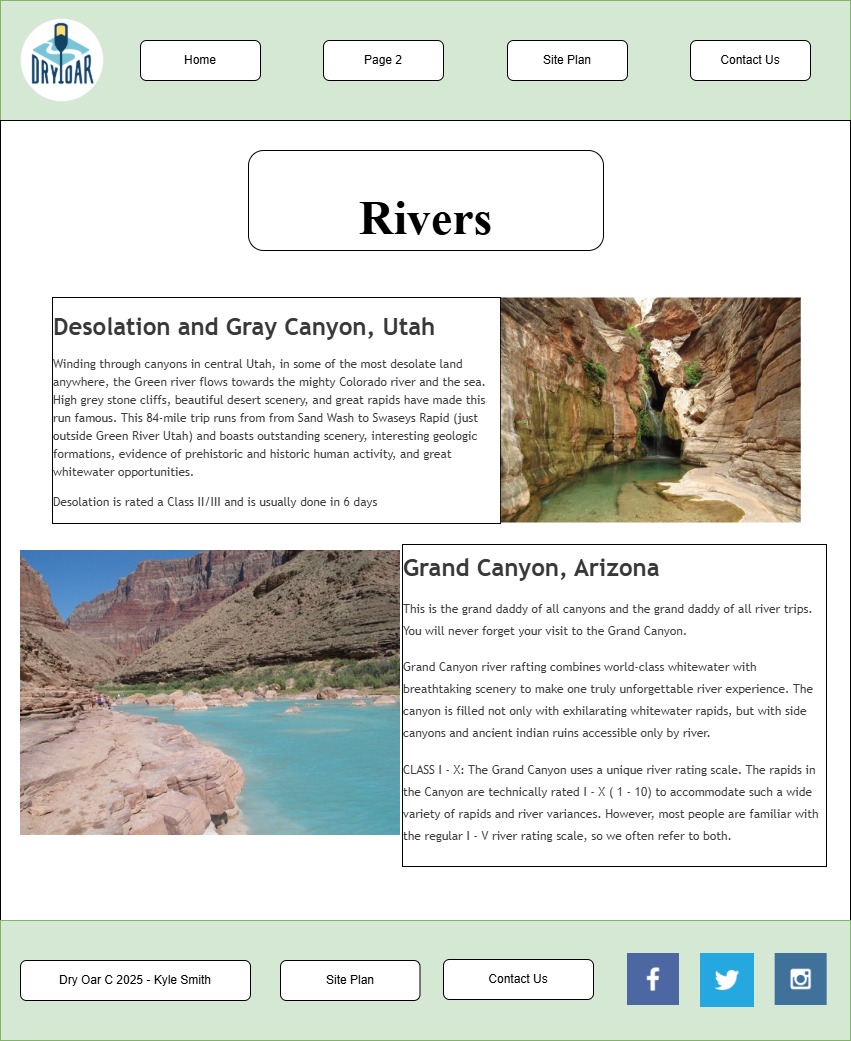 DRY OAR
Home
Page 2
Site Plan
Contact Us
Rivers
Desolation and Gray Canyon, Utah
Winding through canyons in central Utah, in some of the most desolate land
anywhere, the Green river flows towards the mighty Colorado river and the sea.
High grey stone cliffs, beautiful desert scenery, and great rapids have made this
run famous. This 84-mile trip runs from from Sand Wash to Swaseys Rapid (just
outside Green River Utah) and boasts outstanding scenery, interesting geologic
formations, evidence of prehistoric and historic human activity, and great
whitewater opportunities.
Desolation is rated a Class II/III and is usually done in 6 days
Grand Canyon, Arizona
This is the grand daddy of all canyons and the grand daddy of all river trips.
You will never forget your visit to the Grand Canyon.
Grand Canyon river rafting combines world-class whitewater with
breathtaking scenery to make one truly unforgettable river experience. The
canyon is filled not only with exhilarating whitewater rapids, but with side
canyons and ancient indian ruins accessible only by river.
CLASS I - X: The Grand Canyon uses a unique river rating scale. The rapids in
the Canyon are technically rated I - X ( 1 - 10) to accommodate such a wide
variety of rapids and river variances. However, most people are familiar with
the regular I - V river rating scale, so we often refer to both.
Dry Oar C 2025 - Kyle Smith
Site Plan
Contact Us
f